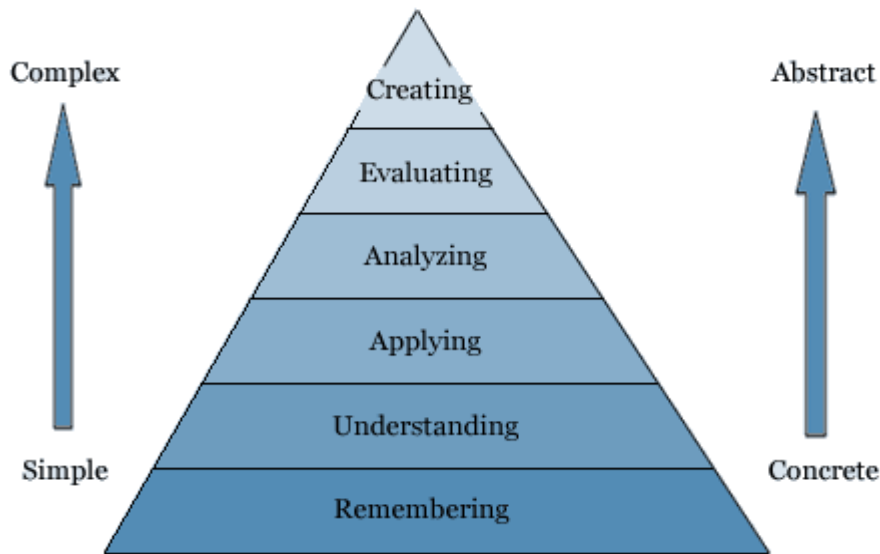 Complex
Abstract
Creating
Evaluating
Analyzing
Applying
Understanding
Simple
Concrete
Remembering